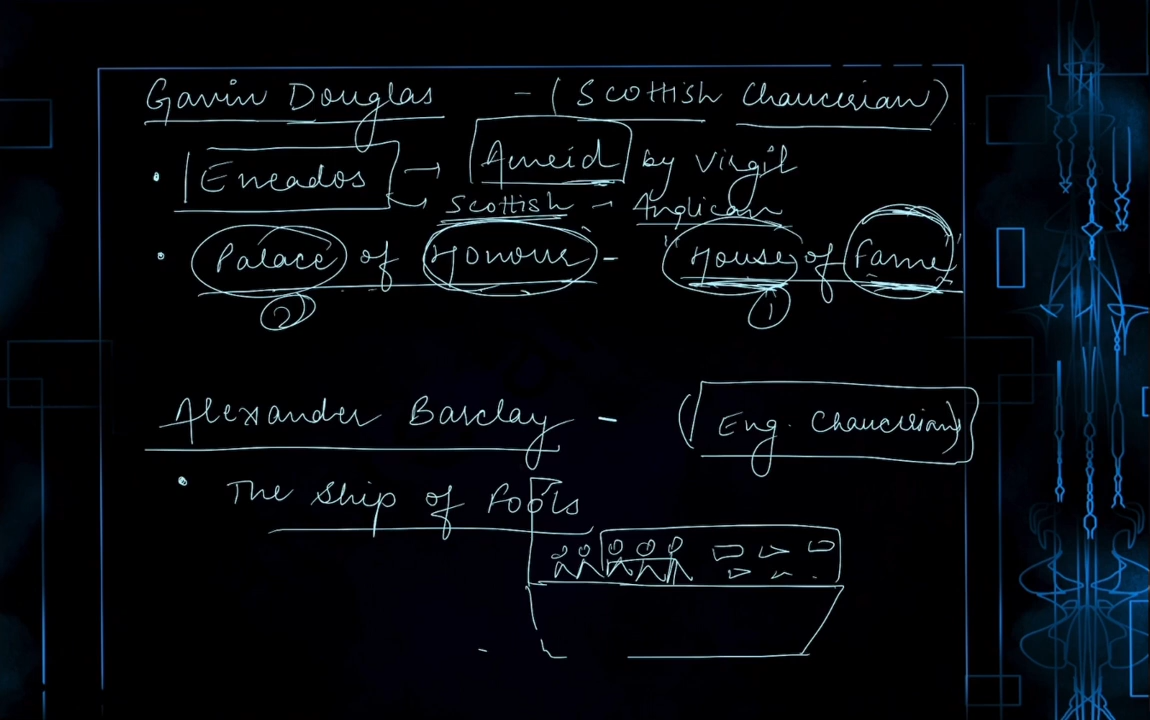 Gavin Douglas - (Scottish Chaucerian)
• Eneados → Aeneid by Virgil
→ Scottish - Anglican
• Palace of Honour - "House of Fame"
2 1
Alexander Barclay - (Eng. Chaucerian)
• The Ship of Fools